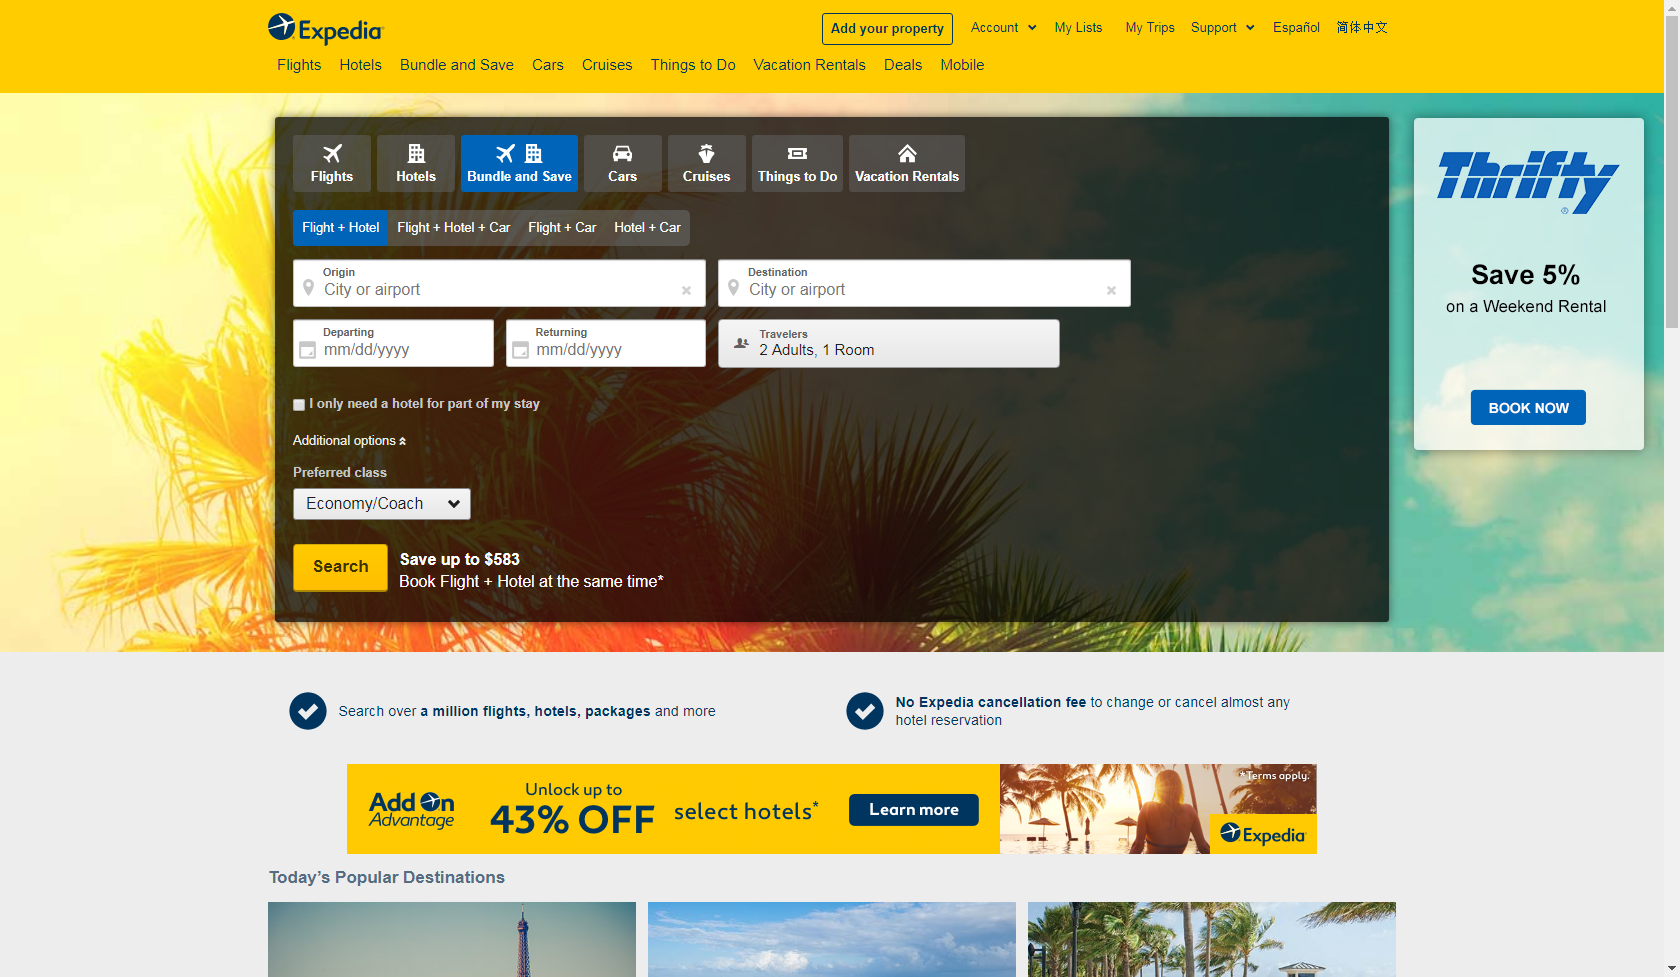 Expedia
Add your property
Account
My Lists
My Trips
Support
Español
简体中文
Flights
Hotels
Bundle and Save
Cars
Cruises
Things to Do
Vacation Rentals
Deals
Mobile
Flights
Hotels
Bundle and Save
Cars
Cruises
Things to Do
Vacation Rentals
Flight + Hotel
Flight + Hotel + Car
Flight + Car
Hotel + Car
Origin
City or airport
Destination
City or airport
Departing
mm/dd/yyyy
Returning
mm/dd/yyyy
Travelers
2 Adults, 1 Room
I only need a hotel for part of my stay
Additional options
Preferred class
Economy/Coach
Search
Save up to $583
Book Flight + Hotel at the same time*
Thrifty®
Save 5%
on a Weekend Rental
BOOK NOW
Search over a million flights, hotels, packages and more
No Expedia cancellation fee to change or cancel almost any
hotel reservation
Add On
Advantage
Unlock up to
43% OFF
select hotels*
Learn more
*Terms apply.
Expedia
Today's Popular Destinations